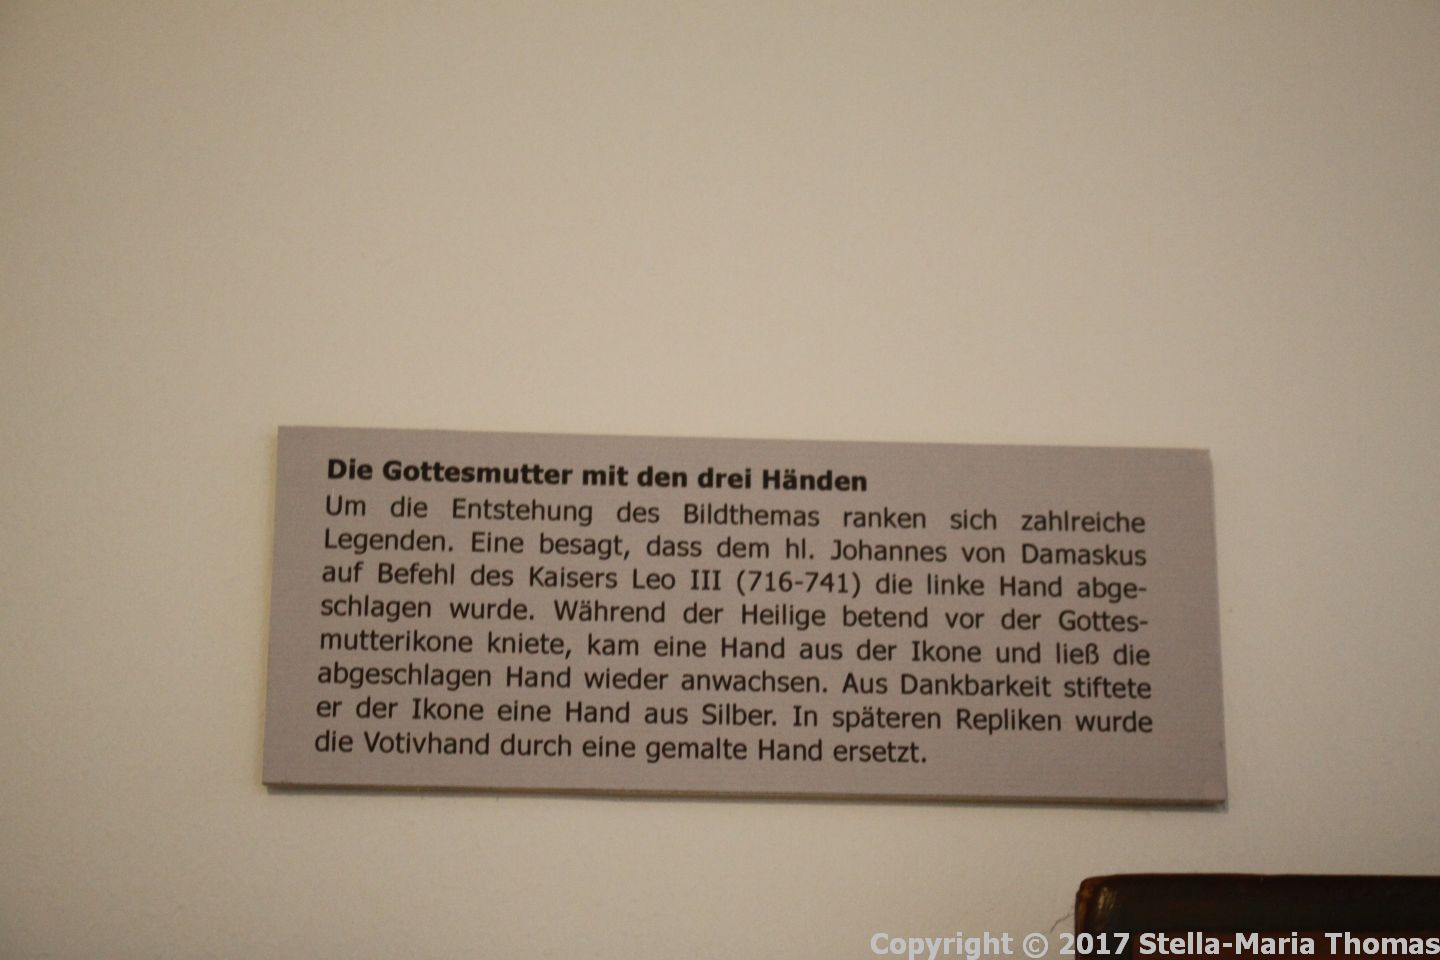 Die Gottesmutter mit den drei Händen
Um die Entstehung des Bildthemas ranken sich zahlreiche
Legenden. Eine besagt, dass dem hl. Johannes von Damaskus
auf Befehl des Kaisers Leo III (716-741) die linke Hand abge-
schlagen wurde. Während der Heilige betend vor der Gottes-
mutterikone kniete, kam eine Hand aus der Ikone und ließ die
abgeschlagen Hand wieder anwachsen. Aus Dankbarkeit stiftete
er der Ikone eine Hand aus Silber. In späteren Repliken wurde
die Votivhand durch eine gemalte Hand ersetzt.
Copyright © 2017 Stella-Maria Thomas